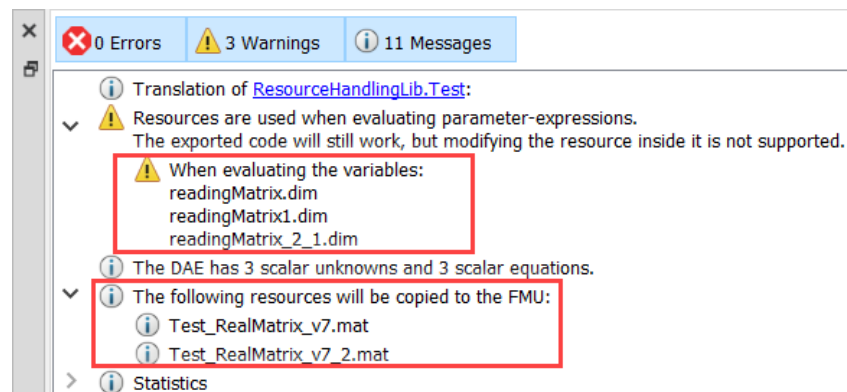 0 Errors
3 Warnings
11 Messages
Translation of ResourceHandlingLib.Test:
Resources are used when evaluating parameter-expressions.
The exported code will still work, but modifying the resource inside it is not supported.
When evaluating the variables:
readingMatrix.dim
readingMatrix1.dim
readingMatrix_2_1.dim
The DAE has 3 scalar unknowns and 3 scalar equations.
The following resources will be copied to the FMU:
Test_RealMatrix_v7.mat
Test_RealMatrix_v7_2.mat
Statistics